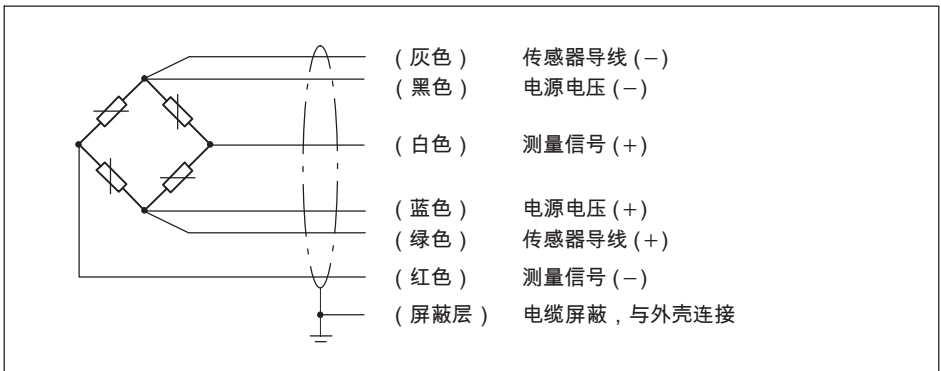 (灰色) 传感器导线(-)
(黑色) 电源电压(-)
(白色) 测量信号(+)
(蓝色) 电源电压(+)
(绿色) 传感器导线(+)
(红色) 测量信号(-)
(屏蔽层) 电缆屏蔽,与外壳连接